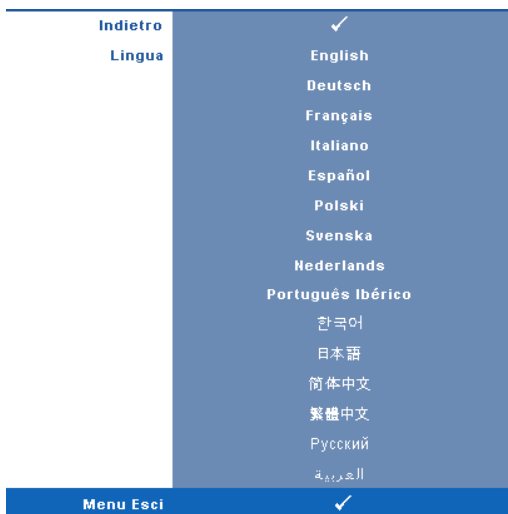 Indietro ✓
Lingua English
Deutsch
Français
Italiano
Español
Polski
Svenska
Nederlands
Português Ibérico
한국어
日本語
简体中文
繁體中文
Русский
العربية
Menu Esci ✓